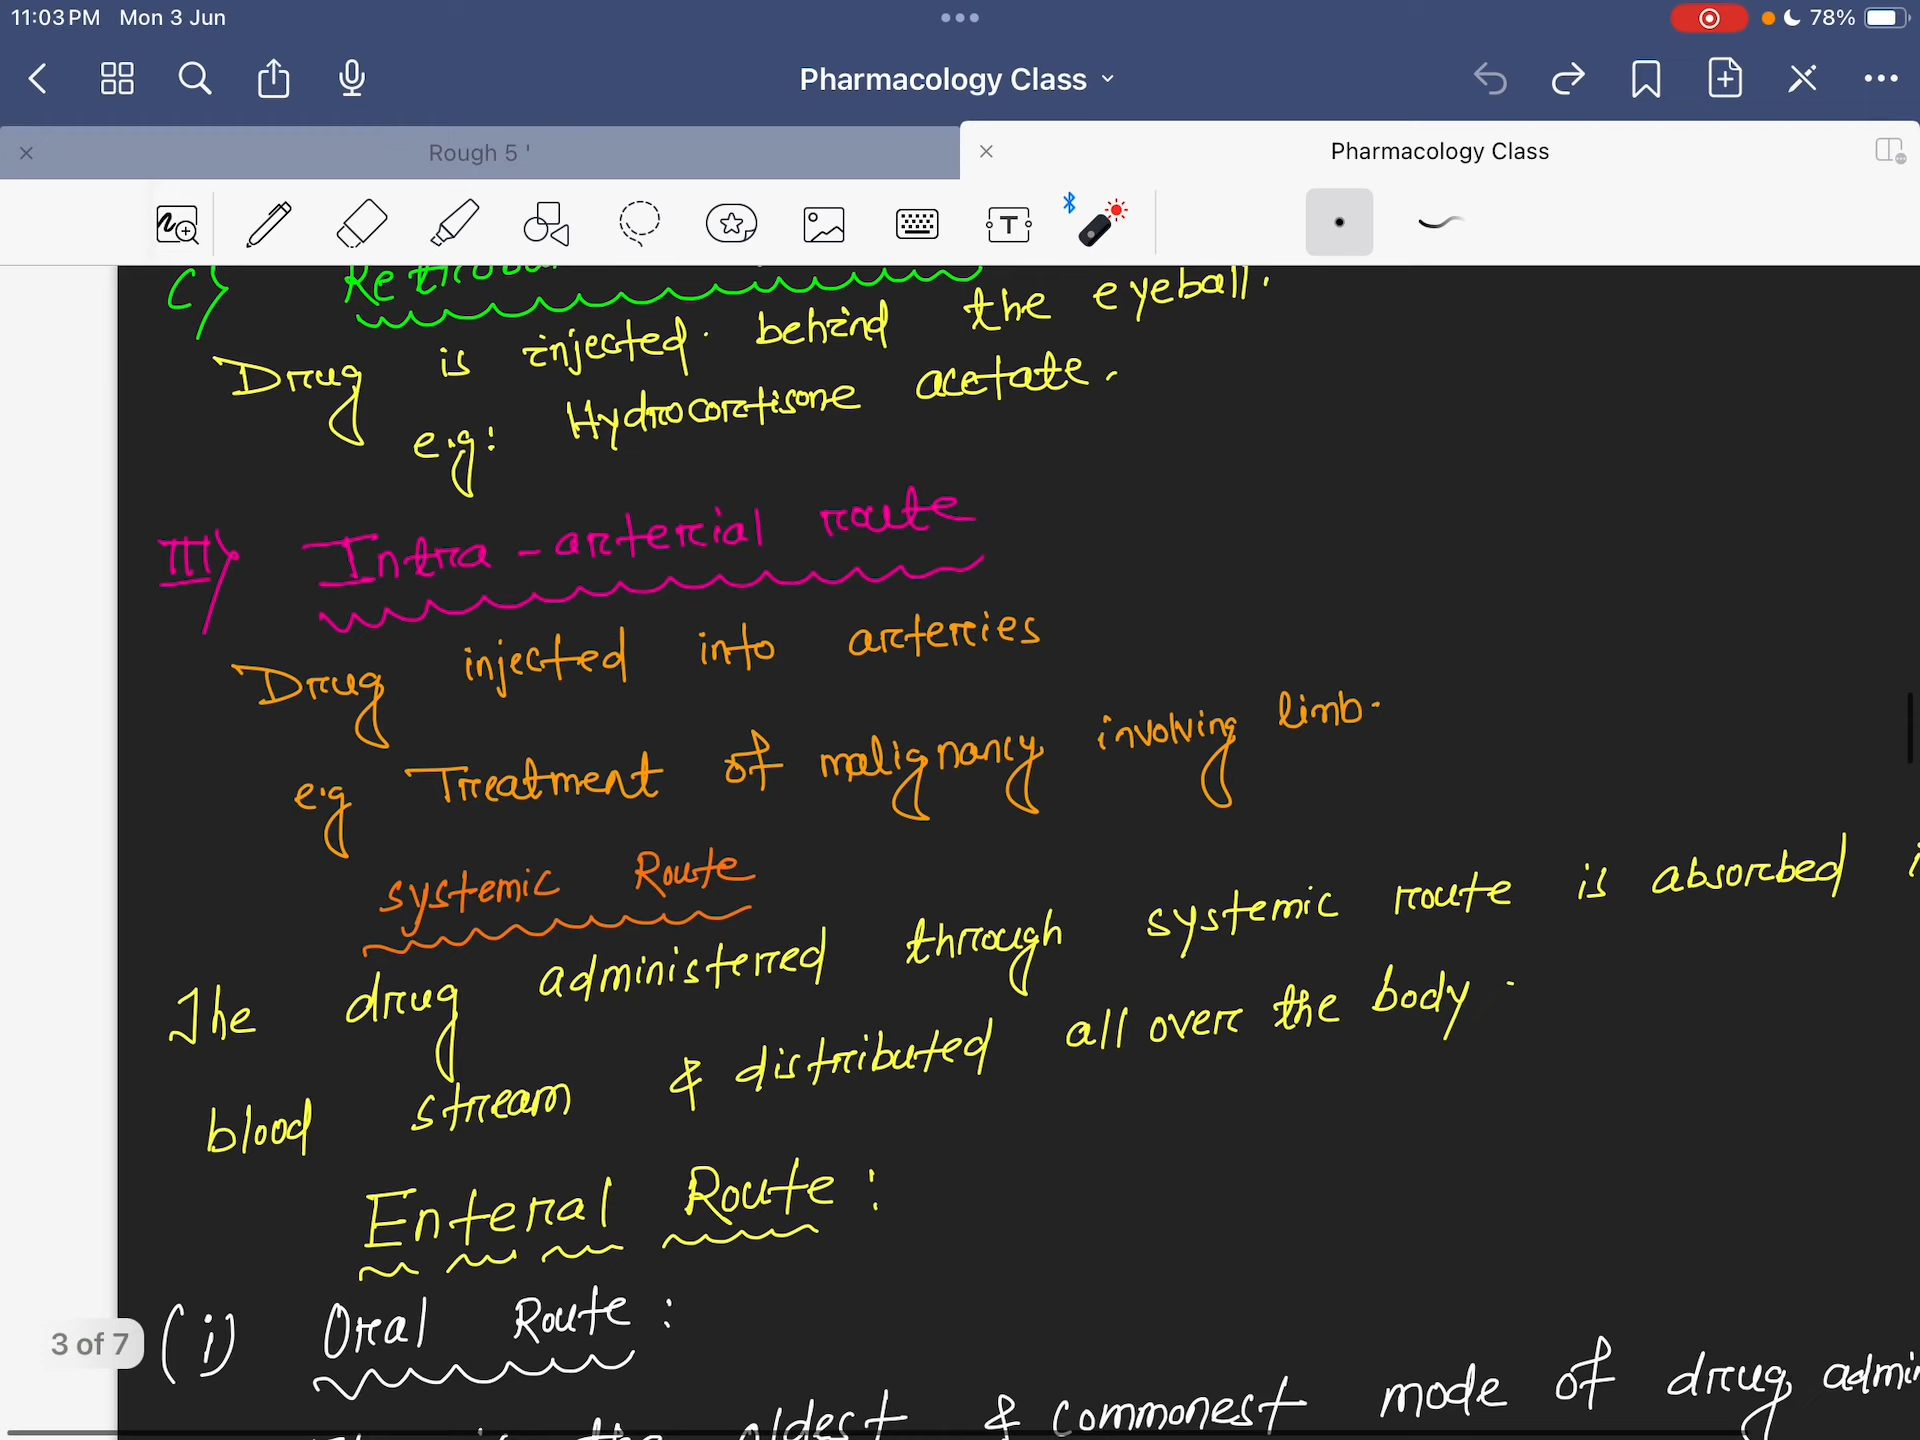 11:03 PM Mon 3 Jun
78%
Pharmacology Class
Rough 5 '
Pharmacology Class
T
c)
Drug is injected. behind the eyeball.
e.g: Hydrocortisone acetate.
III) Intra-arterial route
Drug injected into arteries
e.g Treatment of malignancy involving limb.
systemic Route
The drug administerred through systemic route is absorbed
blood stream & distributed all over the body.
Enteral Route:
(i) Oral Route:
3 of 7
oldest & commonest mode of drug admin